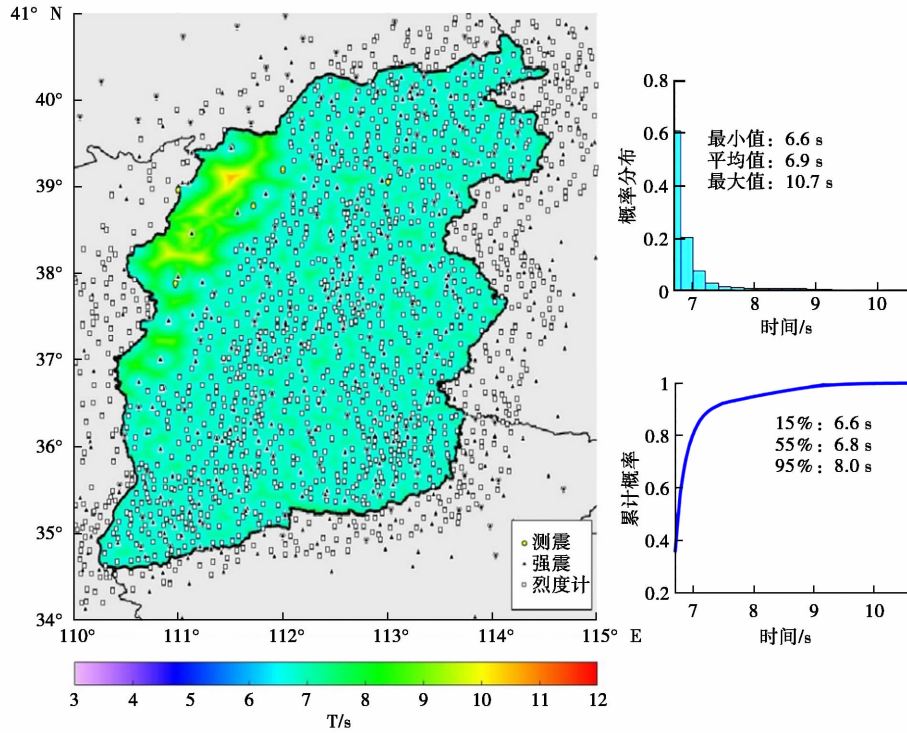 41° N
40°
39°
38°
37°
36°
35°
34°
110°
111°
112°
113°
114°
115° E
测震
强震
烈度计
3 4 5 6 7 8 9 10 11 12
T/s
0.8
0.6
0.4
0.2
0
概率分布
最小值：6.6 s
平均值：6.9 s
最大值：10.7 s
7 8 9 10
时间/s
1
0.8
0.6
0.4
0.2
累计概率
15%：6.6 s
55%：6.8 s
95%：8.0 s
7 8 9 10
时间/s